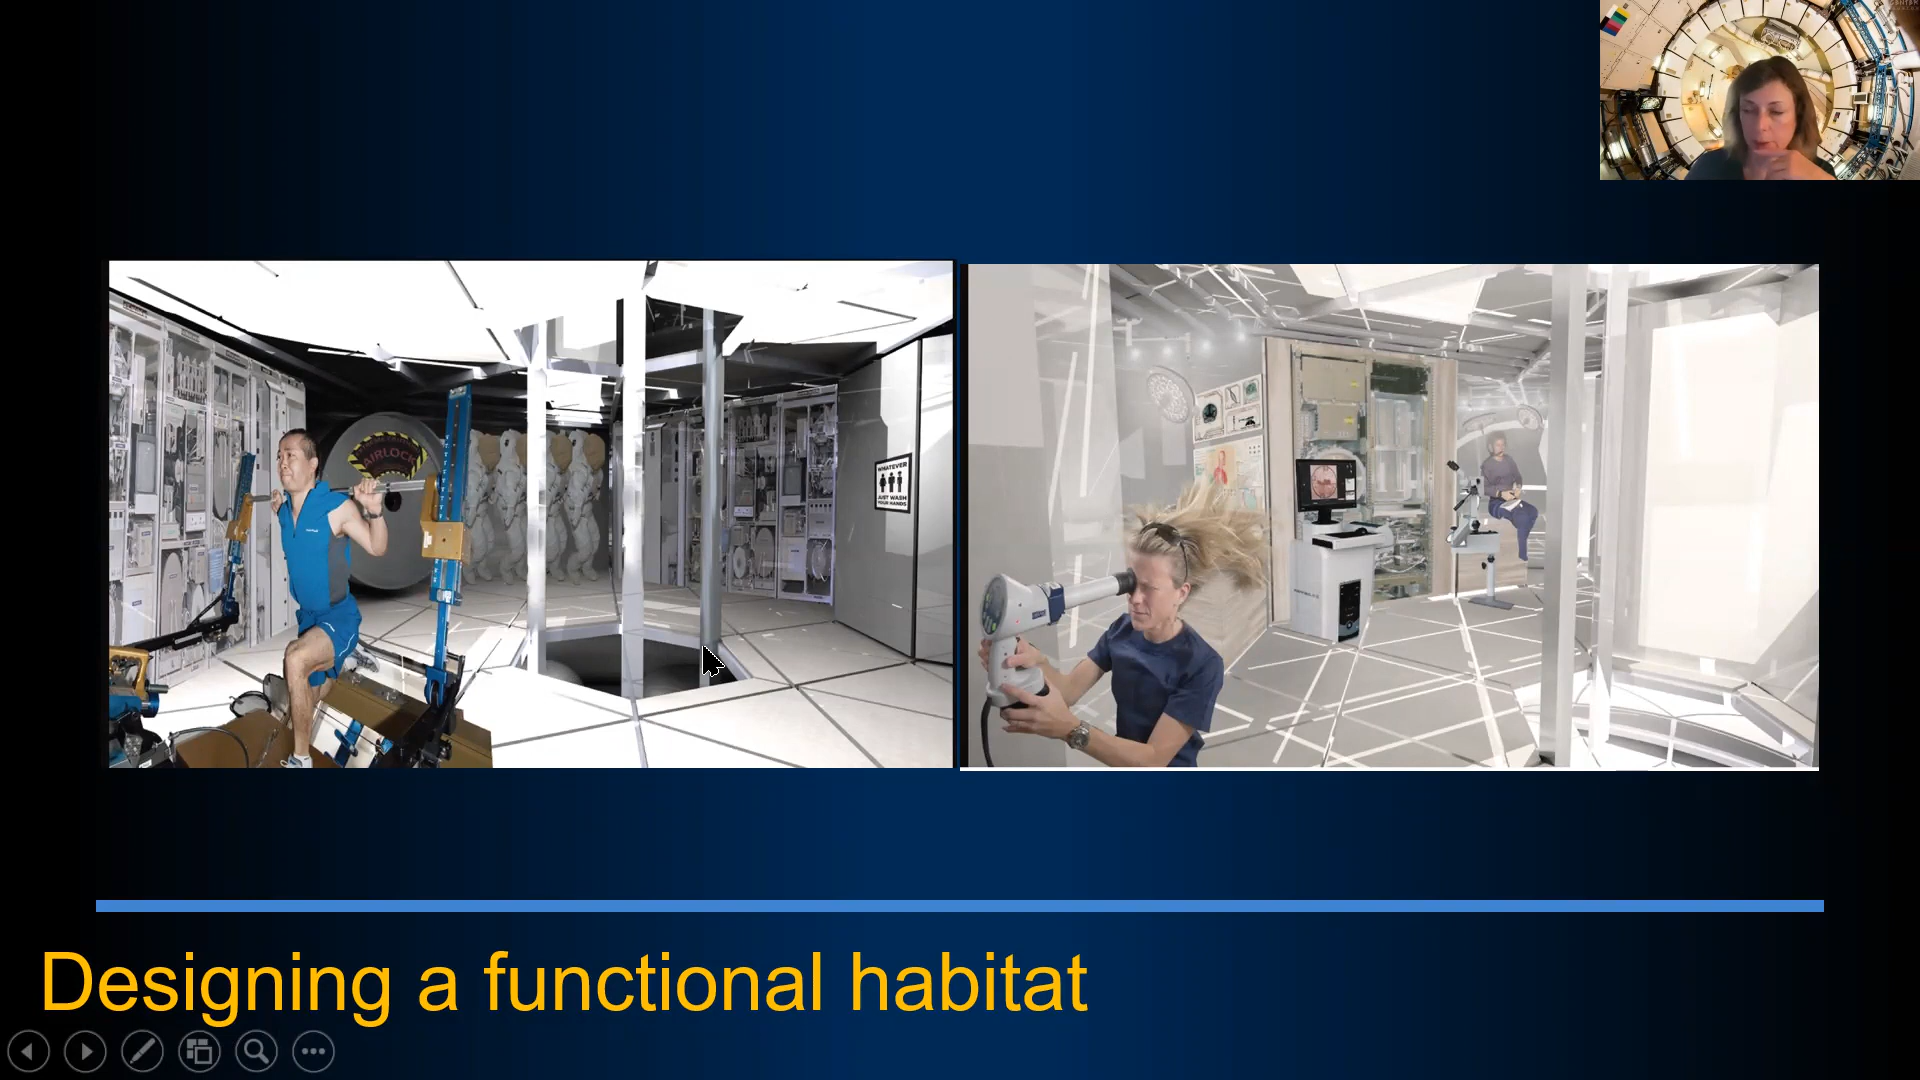 AIRLOCK
WHATEVER
JUST WASH
YOUR HANDS
Designing a functional habitat